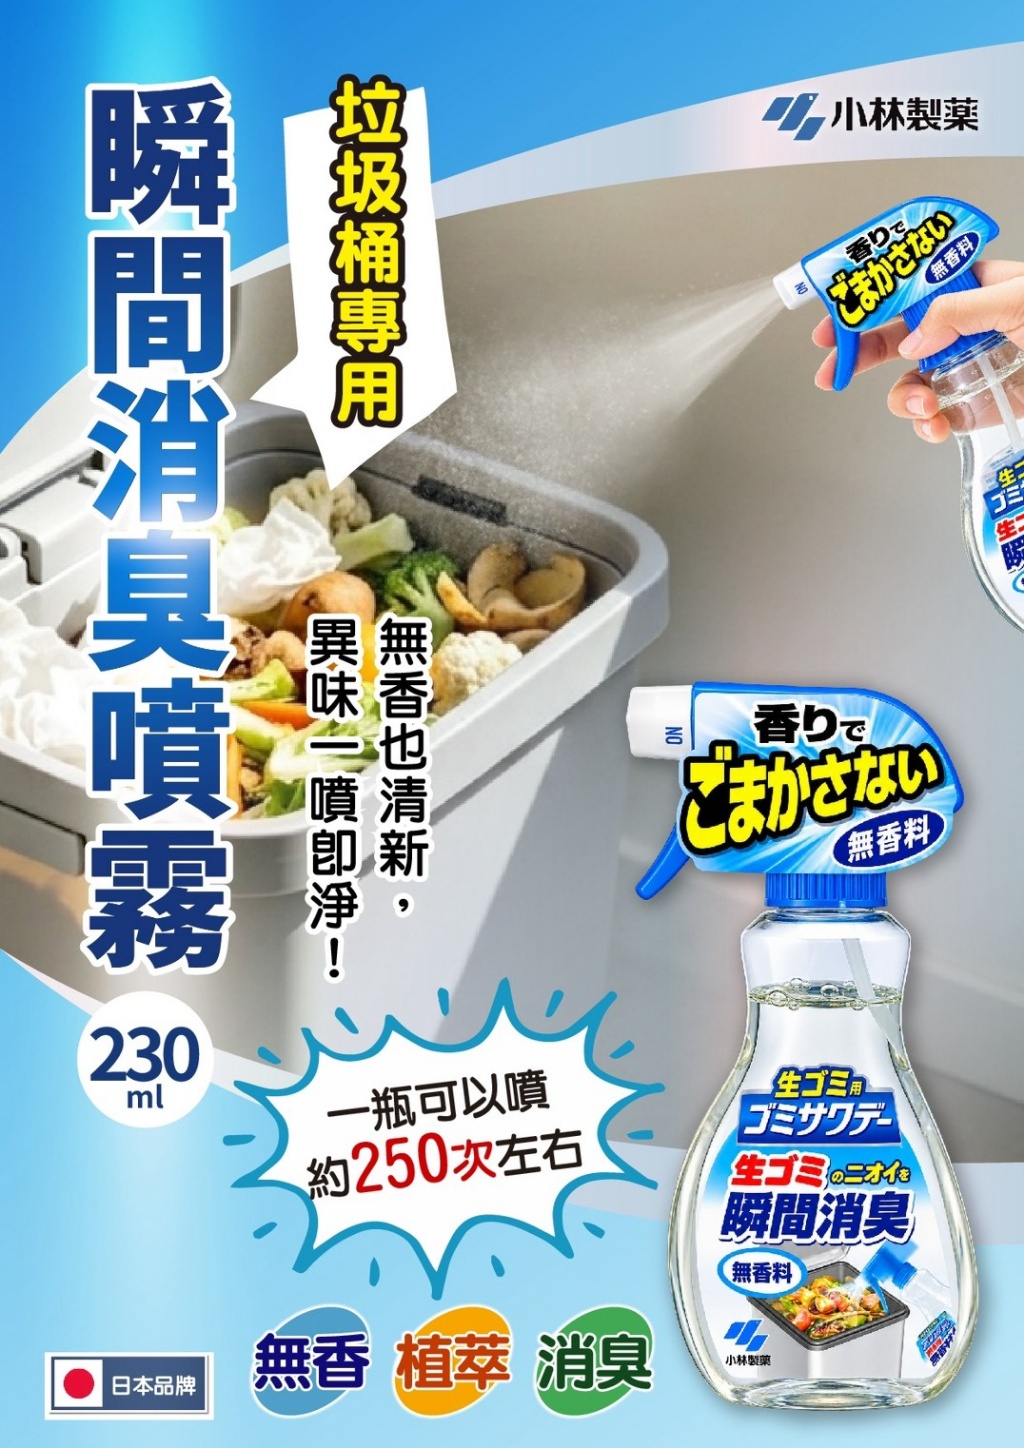 瞬間消臭噴霧
垃圾桶專用
小林製薬
香りで
ごまかさない
無香料
NO
無香也清新，
異味一噴即淨！
230
ml
一瓶可以噴
約250次左右
香りで
ごまかさない
無香料
NO
生ゴミ用
ゴミサワデー
生ゴミのニオイを
瞬間消臭
無香料
小林製薬
日本品牌
無香
植萃
消臭